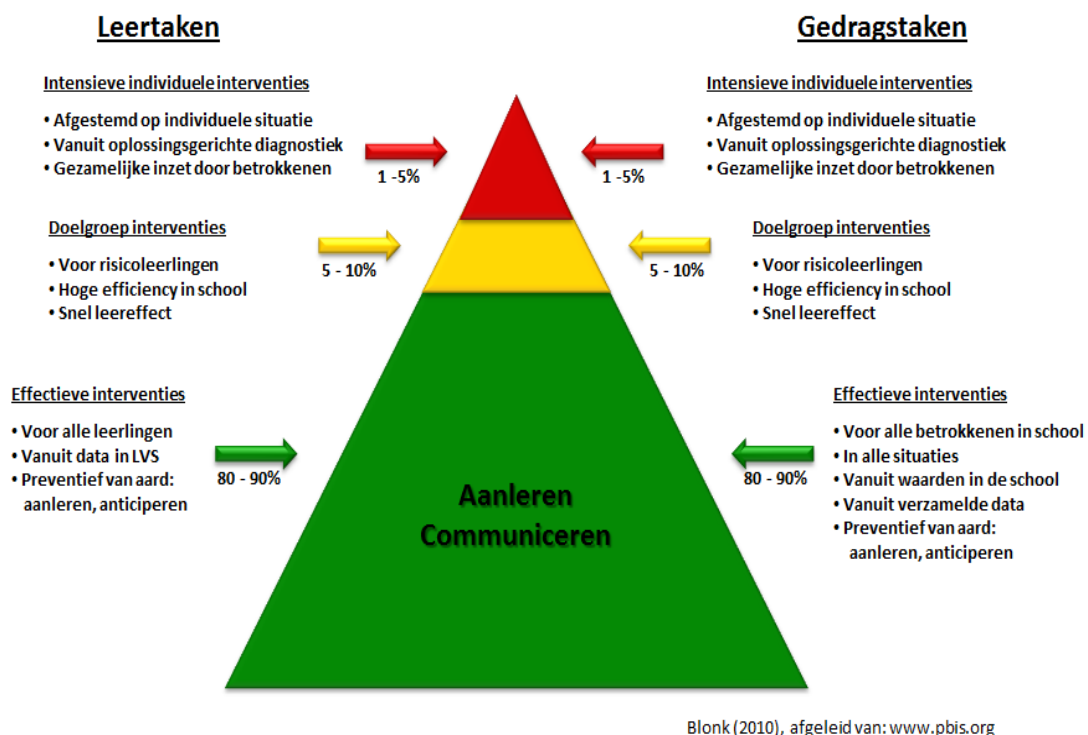 Leertaken
Intensieve individuele interventies
• Afgestemd op individuele situatie
• Vanuit oplossingsgerichte diagnostiek
• Gezamelijke inzet door betrokkenen
1 -5%
Doelgroep interventies
• Voor risicoleerlingen
• Hoge efficiency in school
• Snel leereffect
5 - 10%
Effectieve interventies
• Voor alle leerlingen
• Vanuit data in LVS
• Preventief van aard:
aanleren, anticiperen
80 - 90%
Aanleren
Communiceren
Gedragstaken
Intensieve individuele interventies
• Afgestemd op individuele situatie
• Vanuit oplossingsgerichte diagnostiek
• Gezamelijke inzet door betrokkenen
1 -5%
Doelgroep interventies
• Voor risicoleerlingen
• Hoge efficiency in school
• Snel leereffect
5 - 10%
Effectieve interventies
• Voor alle betrokkenen in school
• In alle situaties
• Vanuit waarden in de school
• Vanuit verzamelde data
• Preventief van aard:
aanleren, anticiperen
80 - 90%
Blonk (2010), afgeleid van: www.pbis.org